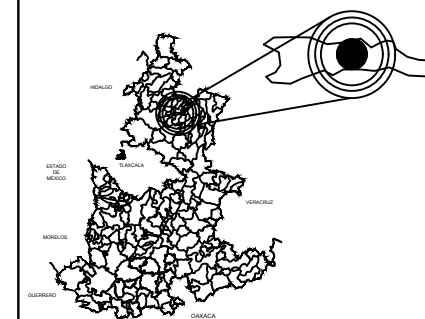 HIDALGO
ESTADO
DE
MÉXICO
TLAXCALA
VERACRUZ
MORELOS
GUERRERO
OAXACA